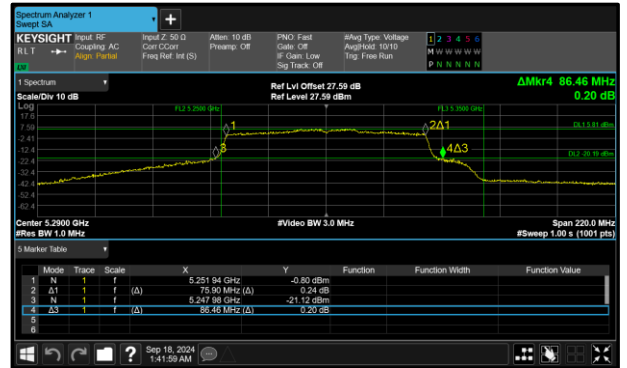 Spectrum Analyzer 1
Swept SA
+
KEYSIGHT Input: RF Input Z: 50 Ω Atten: 10 dB PNO: Fast #Avg Type: Voltage 1 2 3 4 5 6
RLT Coupling: AC Corr CCorr Preamp: Off Gate: Off Avg|Hold: 10/10 M W W W W W
Align: Partial Freq Ref: Int (S) IF Gain: Low Trig: Free Run P N N N N N
Sig Track: Off
LXI
1 Spectrum
Ref Lvl Offset 27.59 dB ΔMkr4 86.46 MHz
Scale/Div 10 dB Ref Level 27.59 dBm 0.20 dB
Log
17.6 FL2 5.2500 GHz FL3 5.3500 GHz
7.59 1 2Δ1 DL1 5.81 dBm
-2.41
-12.4 3 4Δ3 DL2 -20.19 dBm
-22.4
-32.4
-42.4
-52.4
-62.4
Center 5.2900 GHz #Video BW 3.0 MHz Span 220.0 MHz
#Res BW 1.0 MHz #Sweep 1.00 s (1001 pts)
5 Marker Table
Mode Trace Scale X Y Function Function Width Function Value
1 N 1 f 5.251 94 GHz -0.80 dBm
2 Δ1 1 f (Δ) 75.90 MHz (Δ) 0.24 dB
3 N 1 f 5.247 98 GHz -21.12 dBm
4 Δ3 1 f (Δ) 86.46 MHz (Δ) 0.20 dB
5
6
? Sep 18, 2024
1:41:59 AM